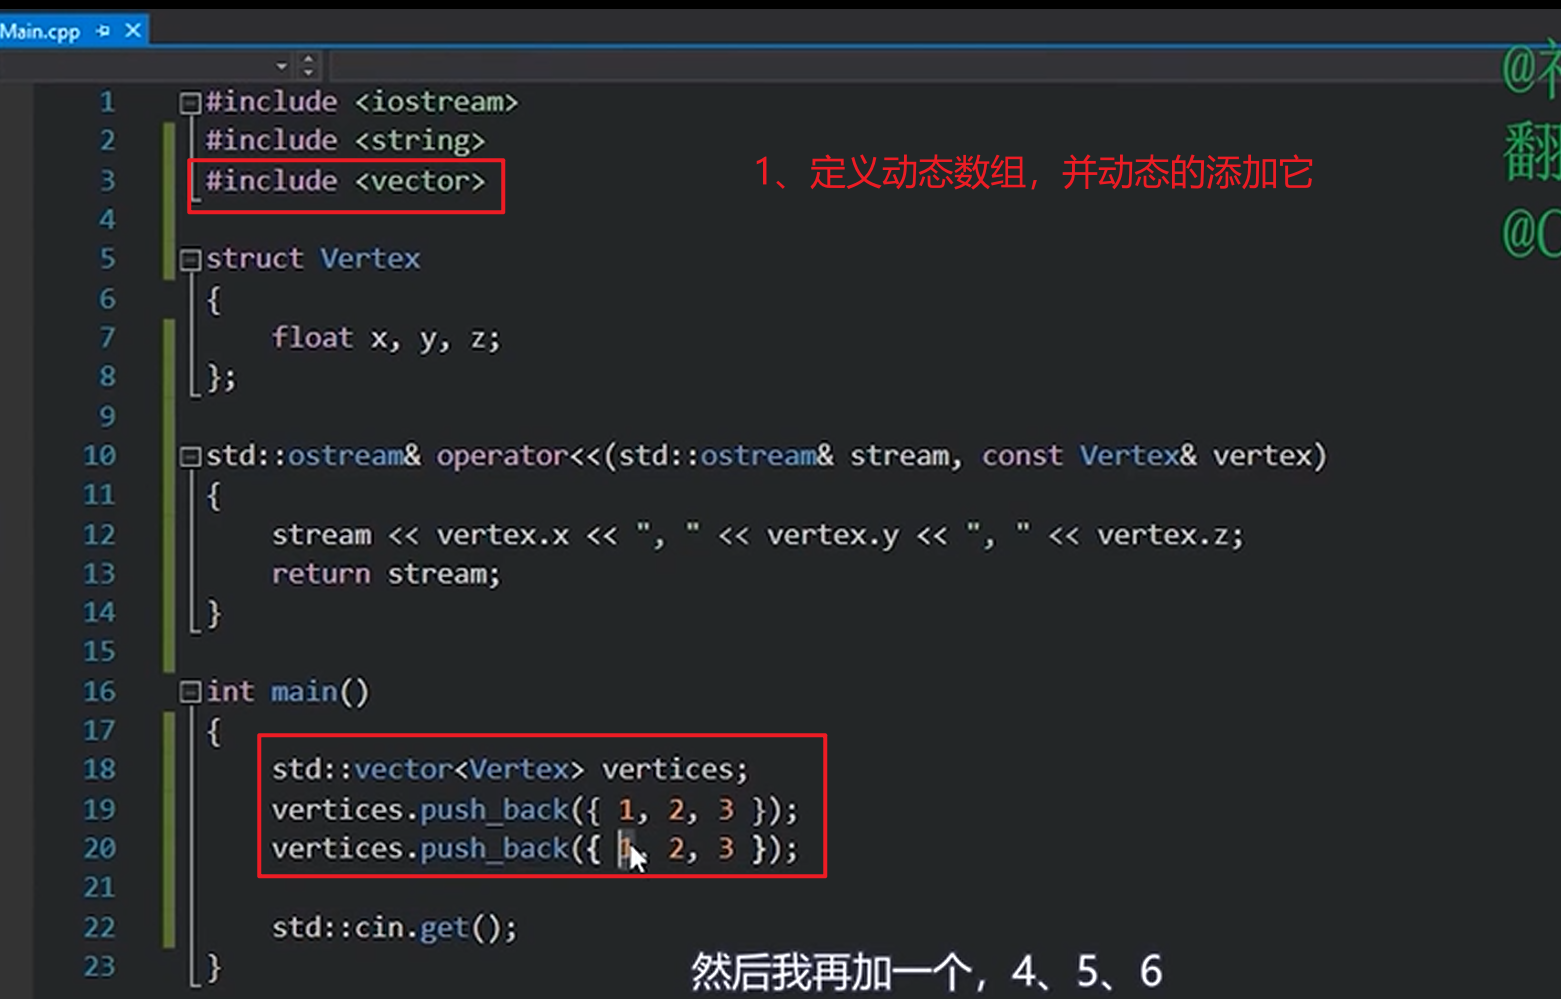 Main.cpp
1 #include <iostream>
2 #include <string>
3 #include <vector>
1、定义动态数组，并动态的添加它
4
5 struct Vertex
6 {
7 float x, y, z;
8 };
9
10 std::ostream& operator<<(std::ostream& stream, const Vertex& vertex)
11 {
12 stream << vertex.x << ", " << vertex.y << ", " << vertex.z;
13 return stream;
14 }
15
16 int main()
17 {
18 std::vector<Vertex> vertices;
19 vertices.push_back({ 1, 2, 3 });
20 vertices.push_back({ 1, 2, 3 });
21
22 std::cin.get();
23 }
然后我再加一个，4、5、6
@
翻
@